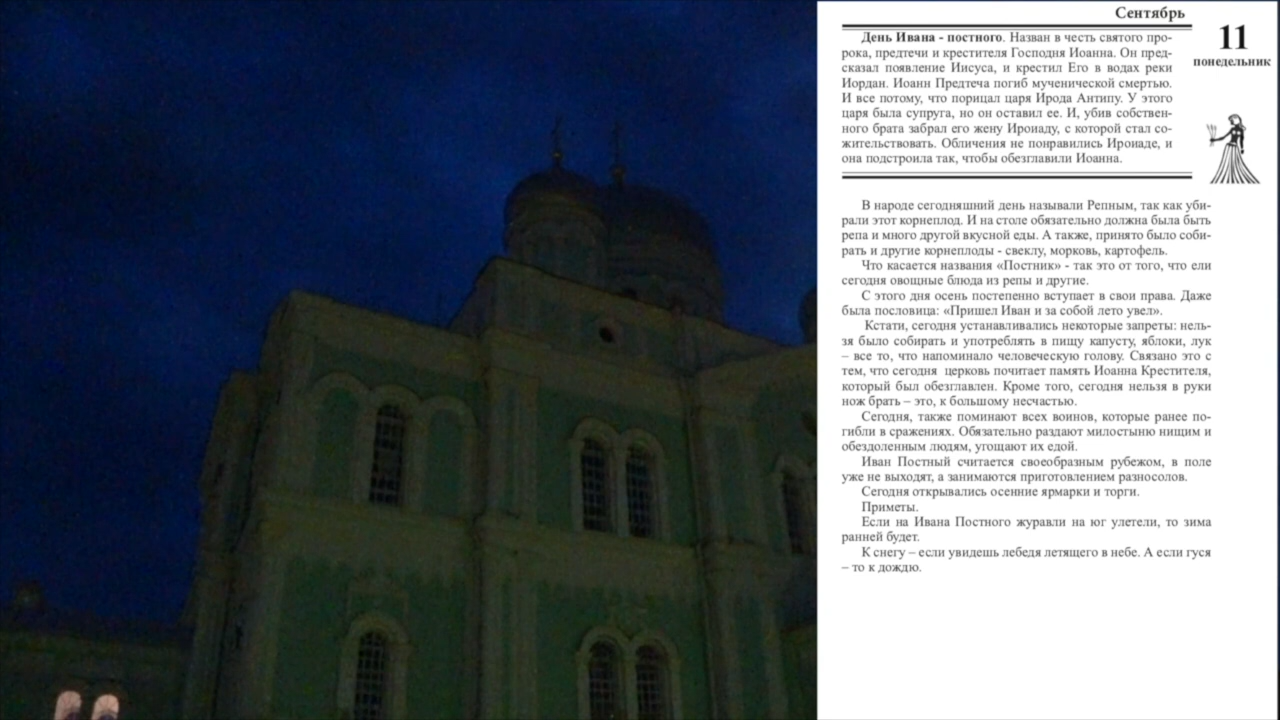 Сентябрь
11
понедельник
День Ивана - постного. Назван в честь святого про-
рока, предтечи и крестителя Господня Иоанна. Он пред-
сказал появление Иисуса, и крестил Его в водах реки
Иордан. Иоанн Предтеча погиб мученической смертью.
И все потому, что порицал царя Ирода Антипу. У этого
царя была супруга, но он оставил ее. И, убив собствен-
ного брата забрал его жену Ироиаду, с которой стал со-
жительствовать. Обличения не понравились Ироиаде, и
она подстроила так, чтобы обезглавили Иоанна.
В народе сегодняшний день называли Репным, так как уби-
рали этот корнеплод. И на столе обязательно должна была быть
репа и много другой вкусной еды. А также, принято было соби-
рать и другие корнеплоды - свеклу, морковь, картофель.
Что касается названия «Постник» - так это от того, что ели
сегодня овощные блюда из репы и другие.
С этого дня осень постепенно вступает в свои права. Даже
была пословица: «Пришел Иван и за собой лето увел».
Кстати, сегодня устанавливались некоторые запреты: нель-
зя было собирать и употреблять в пищу капусту, яблоки, лук
– все то, что напоминало человеческую голову. Связано это с
тем, что сегодня церковь почитает память Иоанна Крестителя,
который был обезглавлен. Кроме того, сегодня нельзя в руки
нож брать – это, к большому несчастью.
Сегодня, также поминают всех воинов, которые ранее по-
гибли в сражениях. Обязательно раздают милостыню нищим и
обездоленным людям, угощают их едой.
Иван Постный считается своеобразным рубежом, в поле
уже не выходят, а занимаются приготовлением разносолов.
Сегодня открывались осенние ярмарки и торги.
Приметы.
Если на Ивана Постного журавли на юг улетели, то зима
ранней будет.
К снегу – если увидешь лебедя летящего в небе. А если гуся
– то к дождю.